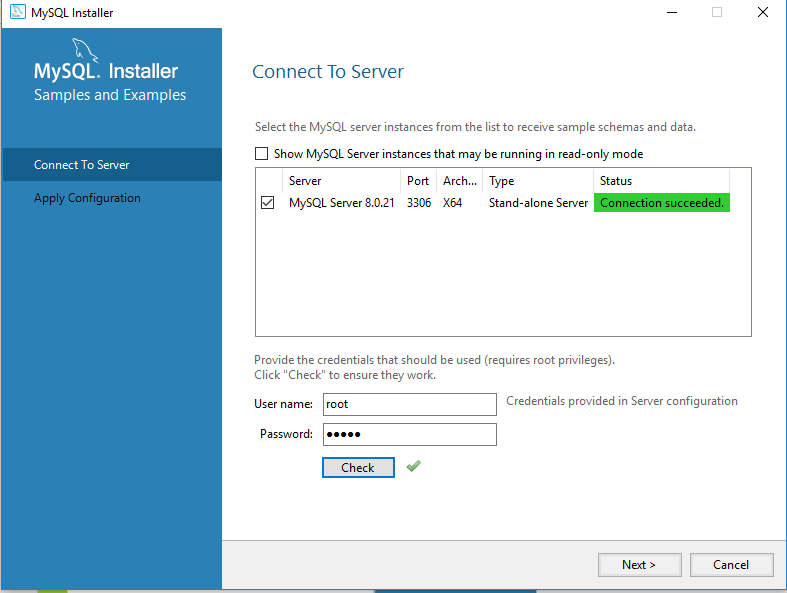 MySQL Installer
MySQL. Installer
Samples and Examples
Connect To Server
Apply Configuration
Connect To Server
Select the MySQL server instances from the list to receive sample schemas and data.
Show MySQL Server instances that may be running in read-only mode
Server Port Arch... Type Status
MySQL Server 8.0.21 3306 X64 Stand-alone Server Connection succeeded.
Provide the credentials that should be used (requires root privileges).
Click "Check" to ensure they work.
User name: root Credentials provided in Server configuration
Password: ●●●●●
Check
Next > Cancel